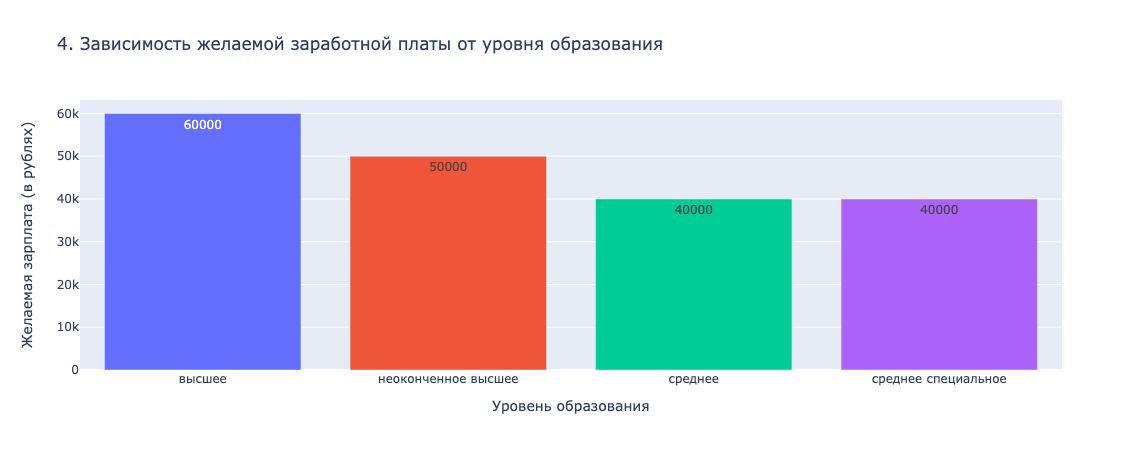 4. Зависимость желаемой заработной платы от уровня образования
Желаемая зарплата (в рублях)
60k
50k
40k
30k
20k
10k
0
60000
50000
40000
40000
высшее
неоконченное высшее
среднее
среднее специальное
Уровень образования